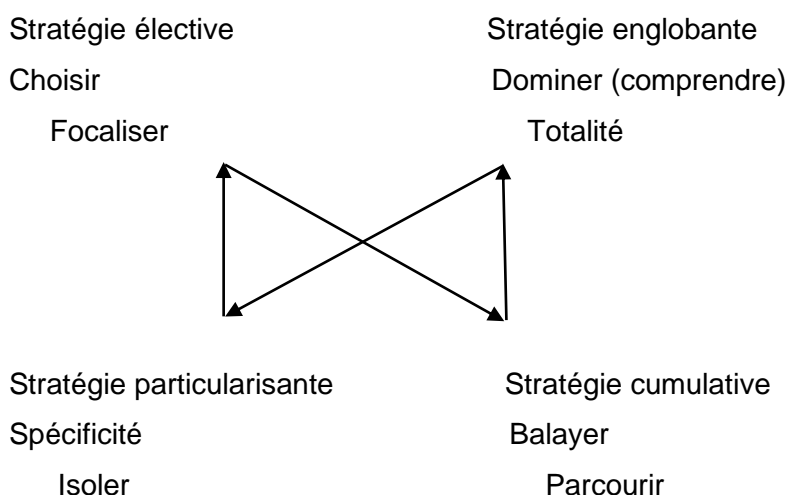 Stratégie élective Stratégie englobante
Choisir Dominer (comprendre)
Focaliser Totalité
Stratégie particularisante Stratégie cumulative
Spécificité Balayer
Isoler Parcourir